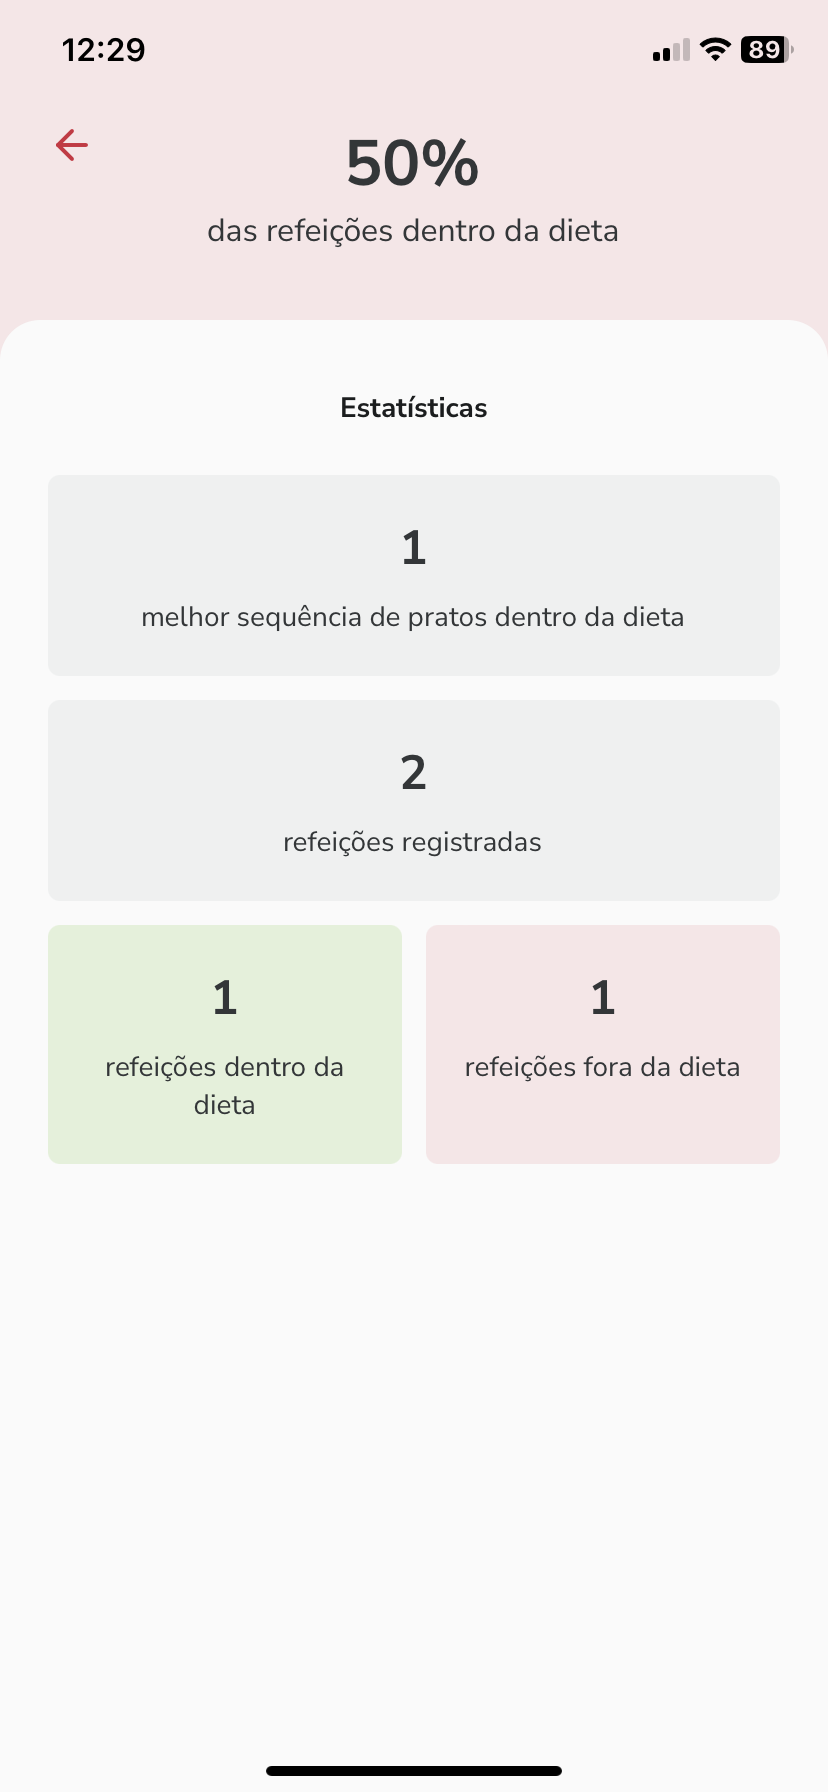 12:29
89
50%
das refeições dentro da dieta
Estatísticas
1
melhor sequência de pratos dentro da dieta
2
refeições registradas
1
refeições dentro da
dieta
1
refeições fora da dieta